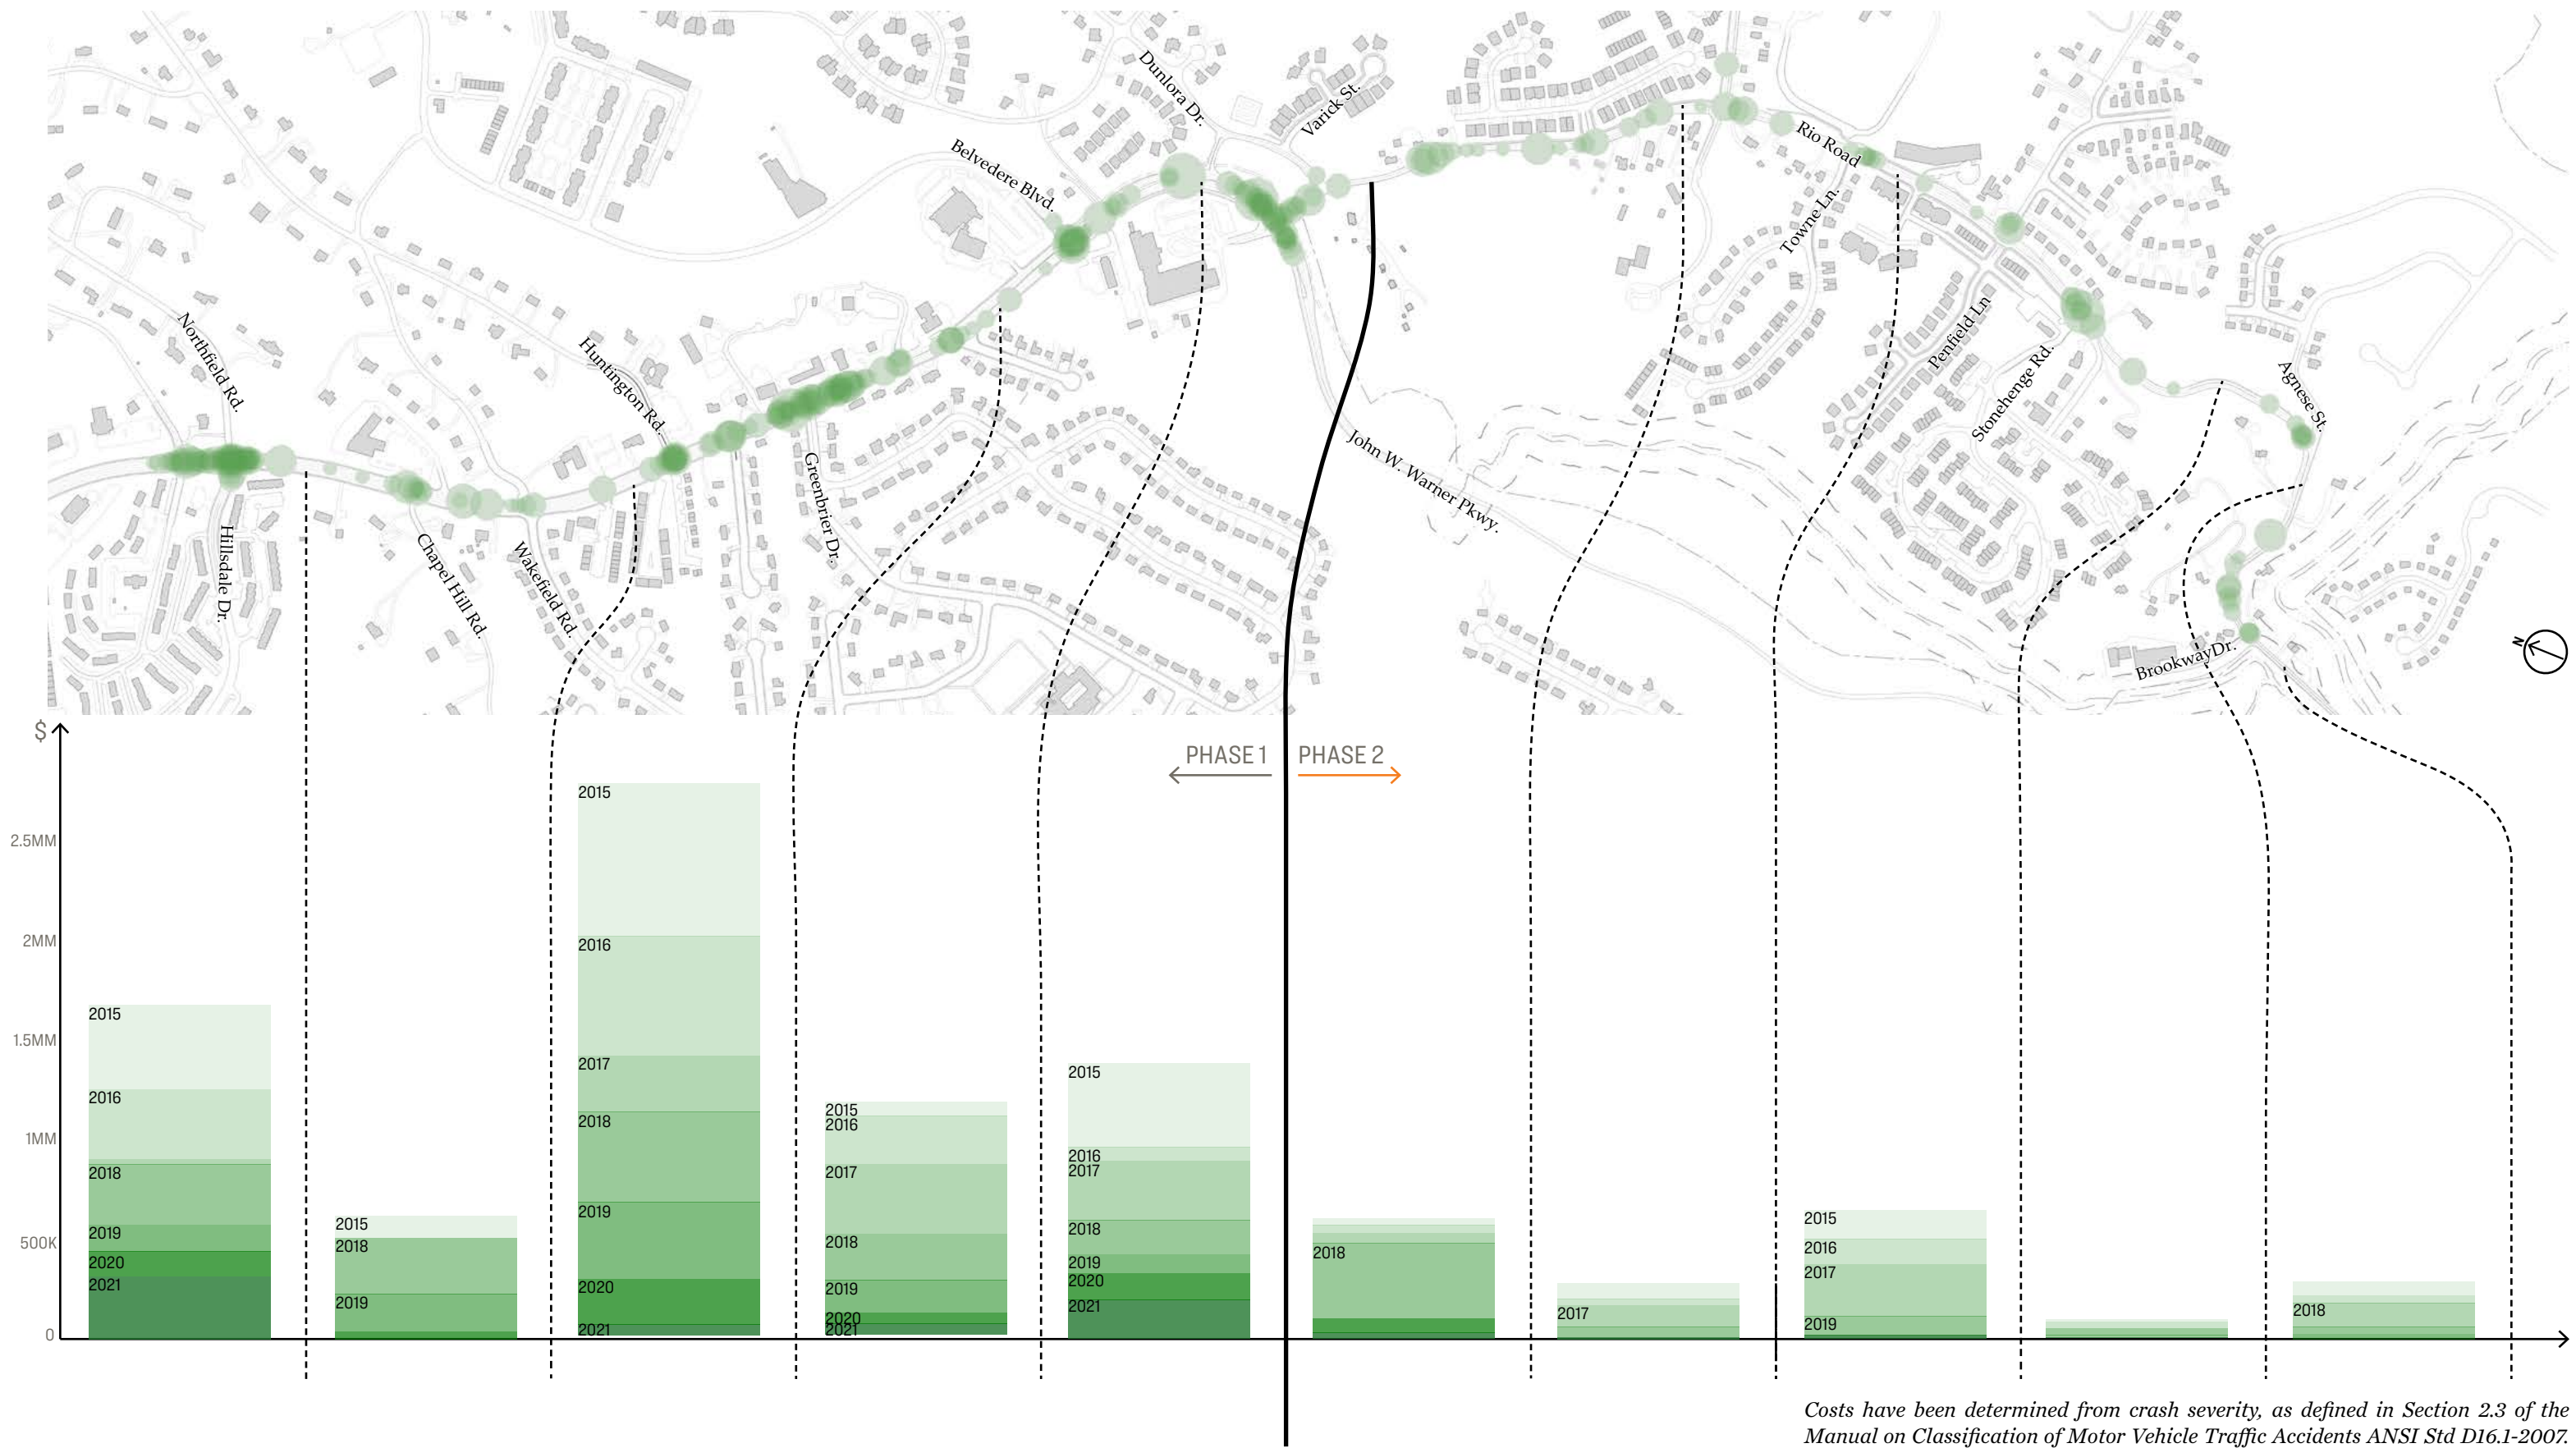 Dunlora Dr.
Varick St.
Belvedere Blvd.
Rio Road
Towne Ln.
Northfield Rd.
Huntington Rd.
Penfield Ln
Stonehenge Rd.
Agnese St.
Greenbrier Dr.
John W. Warner Pkwy.
Hillsdale Dr.
Chapel Hill Rd.
Wakefield Rd.
Brookway Dr.
N
$
PHASE 1
PHASE 2
2.5MM
2MM
1.5MM
1MM
500K
0
2015
2016
2018
2019
2020
2021
2015
2018
2019
2015
2016
2017
2018
2019
2020
2021
2015
2016
2017
2018
2019
2020
2021
2015
2016
2017
2018
2019
2020
2021
2018
2017
2015
2016
2017
2019
2018
Costs have been determined from crash severity, as defined in Section 2.3 of the
Manual on Classification of Motor Vehicle Traffic Accidents ANSI Std D16.1-2007.